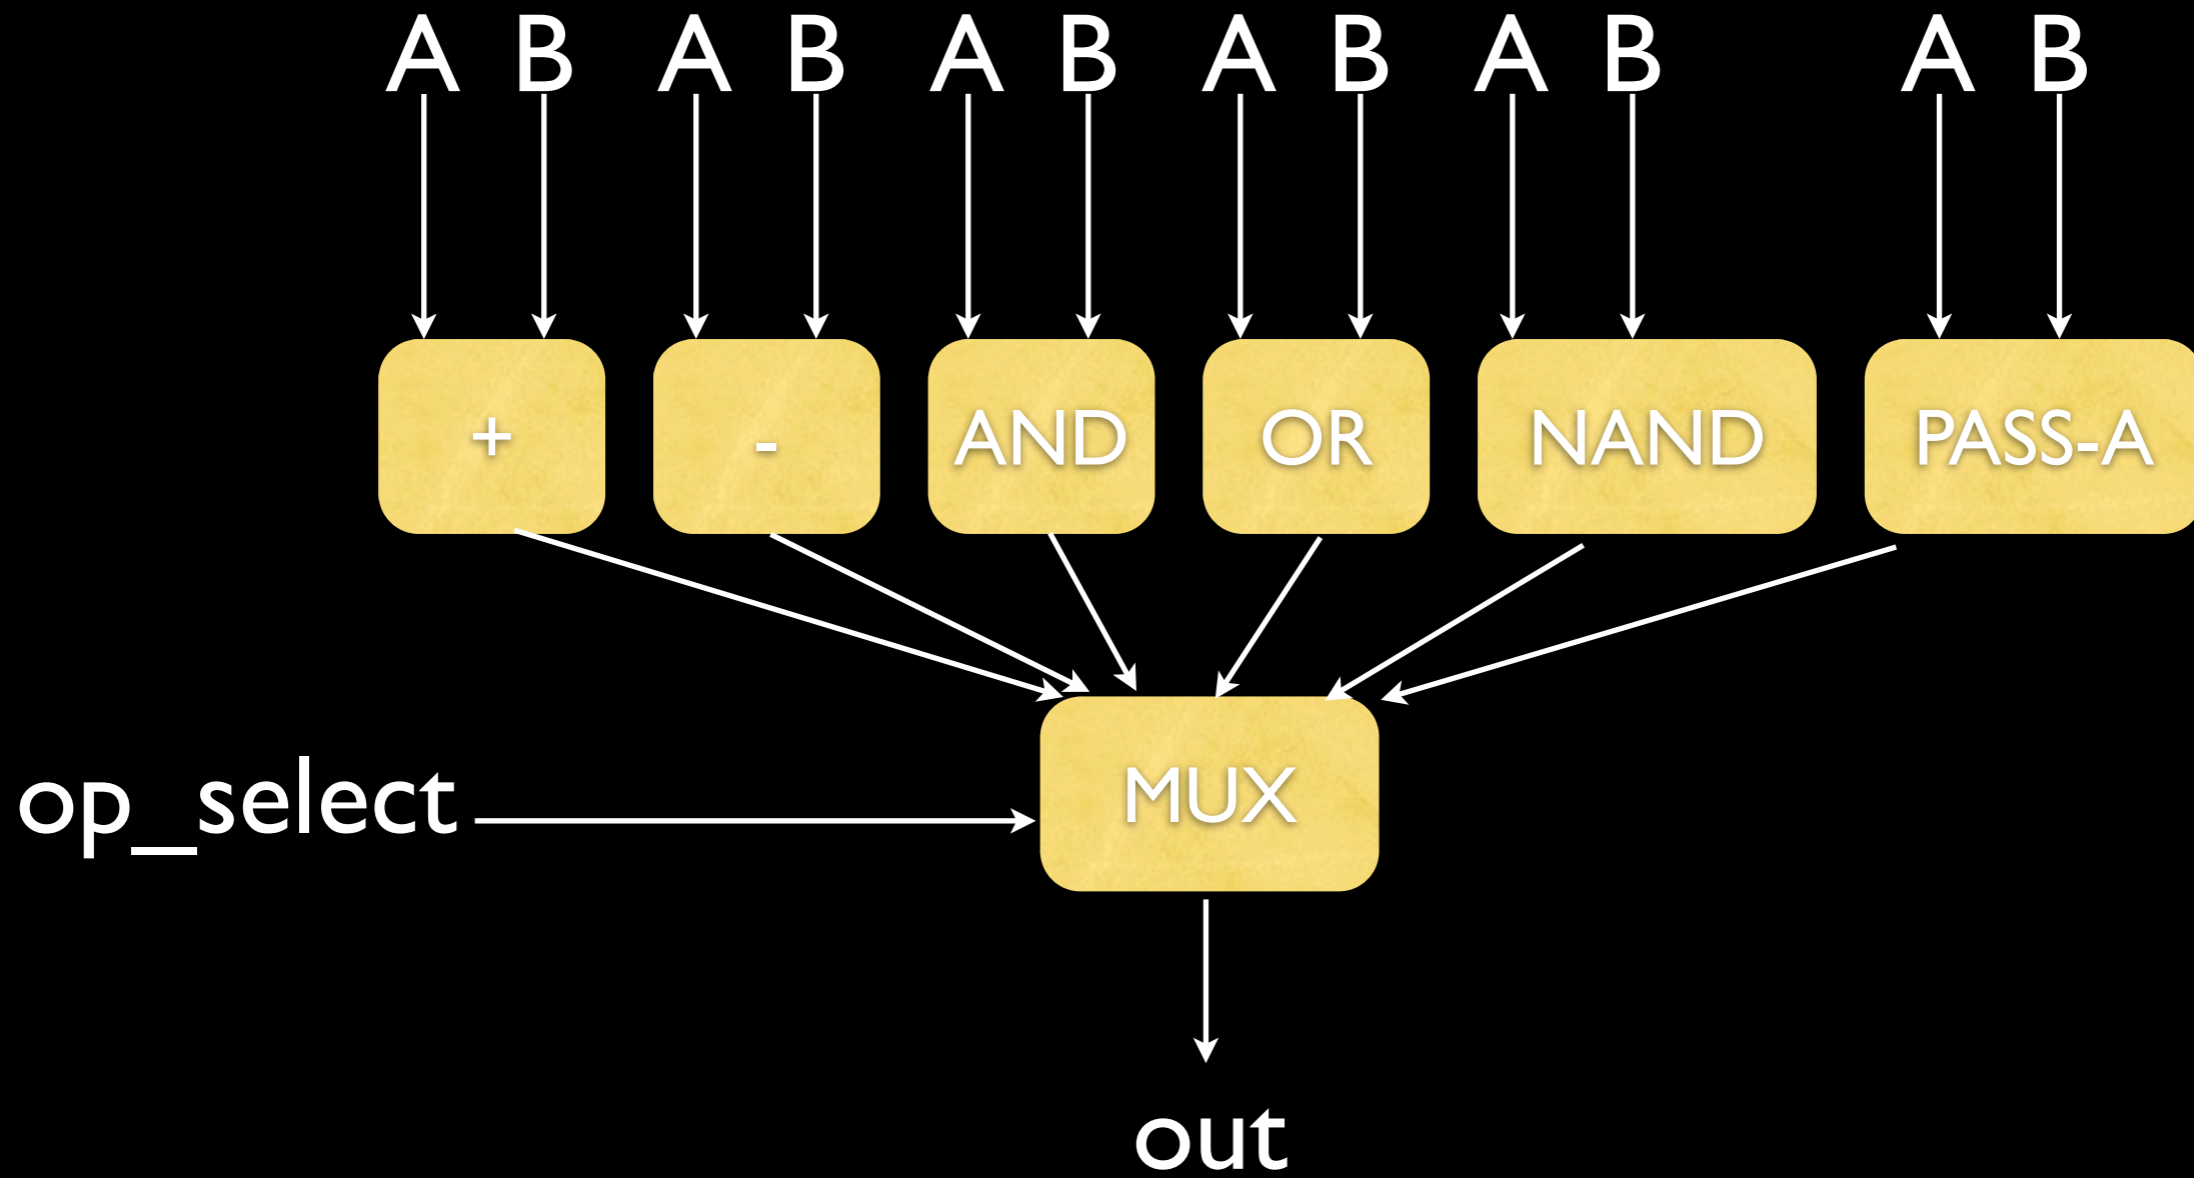 A B A B A B A B A B A B
+ - AND OR NAND PASS-A
MUX
op_select
out